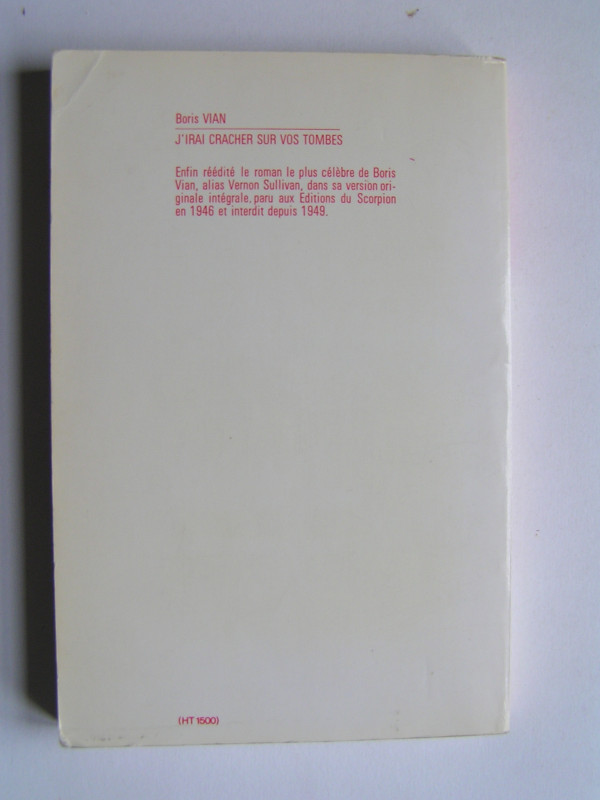 Boris VIAN
J'IRAI CRACHER SUR VOS TOMBES
Enfin réédité le roman le plus célèbre de Boris
Vian, alias Vernon Sullivan, dans sa version ori-
ginale intégrale. paru aux Editions du Scorpion
en 1946 et interdit depuis 1949.
(HT 1500)